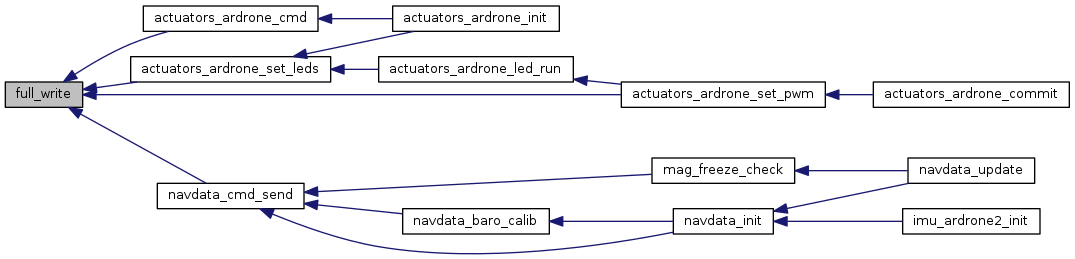 actuators_ardrone_cmd
actuators_ardrone_init
actuators_ardrone_set_leds
actuators_ardrone_led_run
full_write
actuators_ardrone_set_pwm
actuators_ardrone_commit
mag_freeze_check
navdata_update
navdata_cmd_send
navdata_baro_calib
navdata_init
imu_ardrone2_init